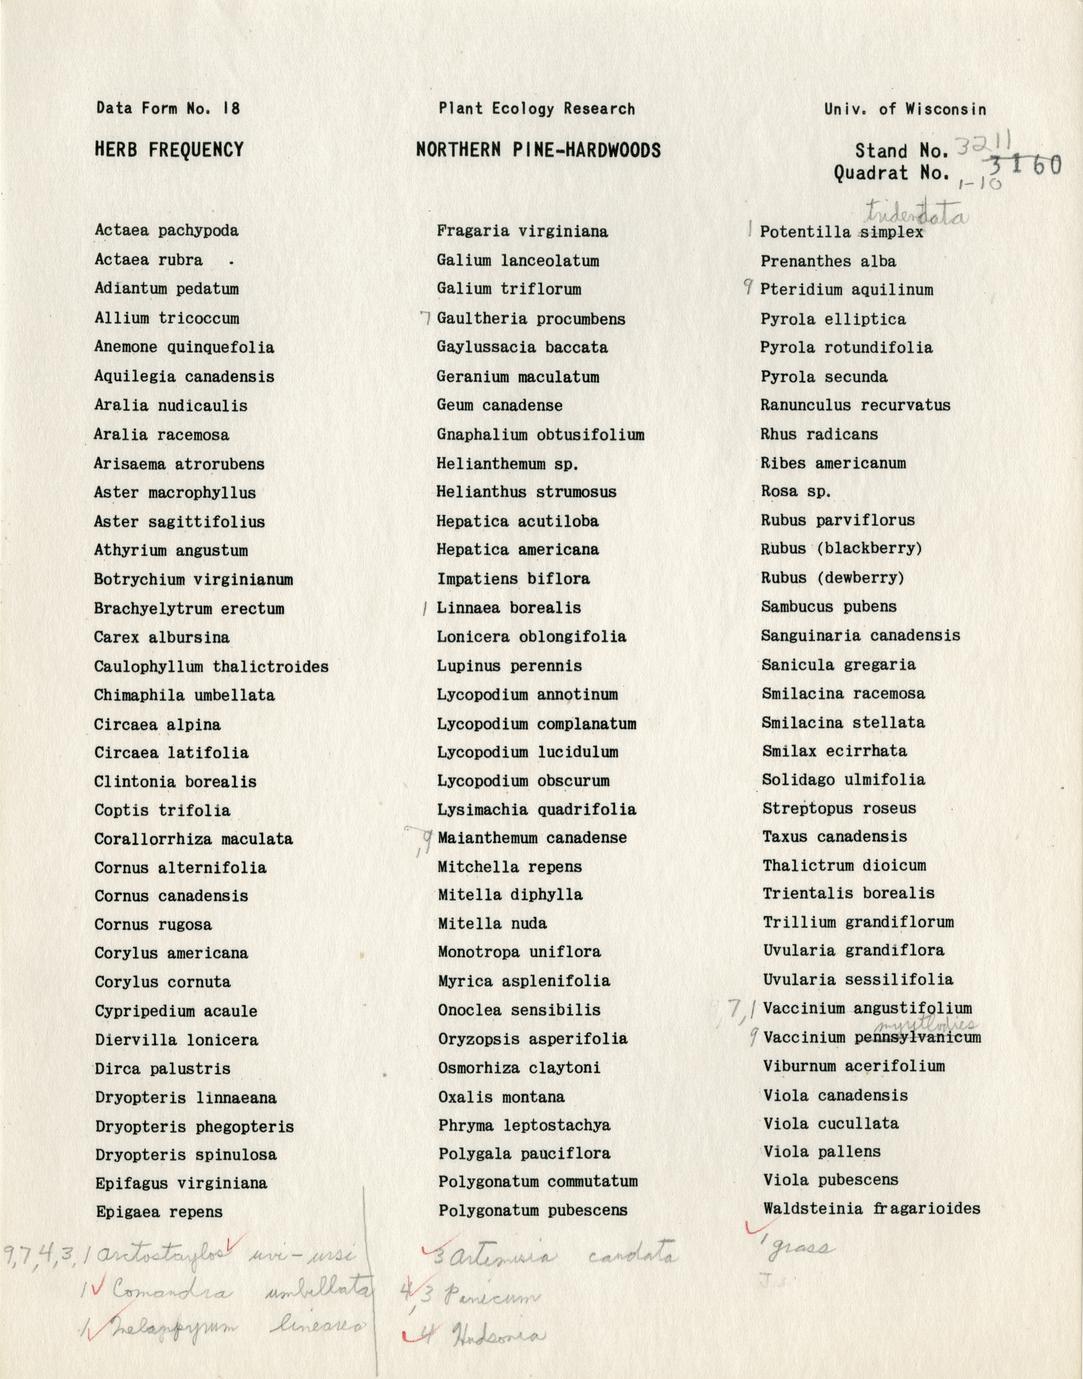 Data Form No. 18
Plant Ecology Research
Univ. of Wisconsin
HERB FREQUENCY
NORTHERN PINE-HARDWOODS
Stand No. 3211
3160
Quadrat No. 1-10
Actaea pachypoda
Actaea rubra
Adiantum pedatum
Allium tricoccum
Anemone quinquefolia
Aquilegia canadensis
Aralia nudicaulis
Aralia racemosa
Arisaema atrorubens
Aster macrophyllus
Aster sagittifolius
Athyrium angustum
Botrychium virginianum
Brachyelytrum erectum
Carex albursina
Caulophyllum thalictroides
Chimaphila umbellata
Circaea alpina
Circaea latifolia
Clintonia borealis
Coptis trifolia
Corallorrhiza maculata
Cornus alternifolia
Cornus canadensis
Cornus rugosa
Corylus americana
Corylus cornuta
Cypripedium acaule
Diervilla lonicera
Dirca palustris
Dryopteris linnaeana
Dryopteris phegopteris
Dryopteris spinulosa
Epifagus virginiana
Epigaea repens
9,7,4,3,1 Arctostaylos uvi-ursi
1 Comandra umbellata
1 Melanpyrum lineare
Fragaria virginiana
Galium lanceolatum
Galium triflorum
7 Gaultheria procumbens
Gaylussacia baccata
Geranium maculatum
Geum canadense
Gnaphalium obtusifolium
Helianthemum sp.
Helianthus strumosus
Hepatica acutiloba
Hepatica americana
Impatiens biflora
1 Linnaea borealis
Lonicera oblongifolia
Lupinus perennis
Lycopodium annotinum
Lycopodium complanatum
Lycopodium lucidulum
Lycopodium obscurum
Lysimachia quadrifolia
,9 Maianthemum canadense
Mitchella repens
Mitella diphylla
Mitella nuda
Monotropa uniflora
Myrica asplenifolia
Onoclea sensibilis
Oryzopsis asperifolia
Osmorhiza claytoni
Oxalis montana
Phryma leptostachya
Polygala pauciflora
Polygonatum commutatum
Polygonatum pubescens
3 Artemisia caudata
4,3 Panicum
4 Hudsonia
tridentata
1 Potentilla simplex
Prenanthes alba
9 Pteridium aquilinum
Pyrola elliptica
Pyrola rotundifolia
Pyrola secunda
Ranunculus recurvatus
Rhus radicans
Ribes americanum
Rosa sp.
Rubus parviflorus
Rubus (blackberry)
Rubus (dewberry)
Sambucus pubens
Sanguinaria canadensis
Sanicula gregaria
Smilacina racemosa
Smilacina stellata
Smilax ecirrhata
Solidago ulmifolia
Streptopus roseus
Taxus canadensis
Thalictrum dioicum
Trientalis borealis
Trillium grandiflorum
Uvularia grandiflora
Uvularia sessilifolia
7,1 Vaccinium angustifolium
9 Vaccinium pennsylvanicum
Viburnum acerifolium
Viola canadensis
Viola cucullata
Viola pallens
Viola pubescens
Waldsteinia fragarioides
1 grass